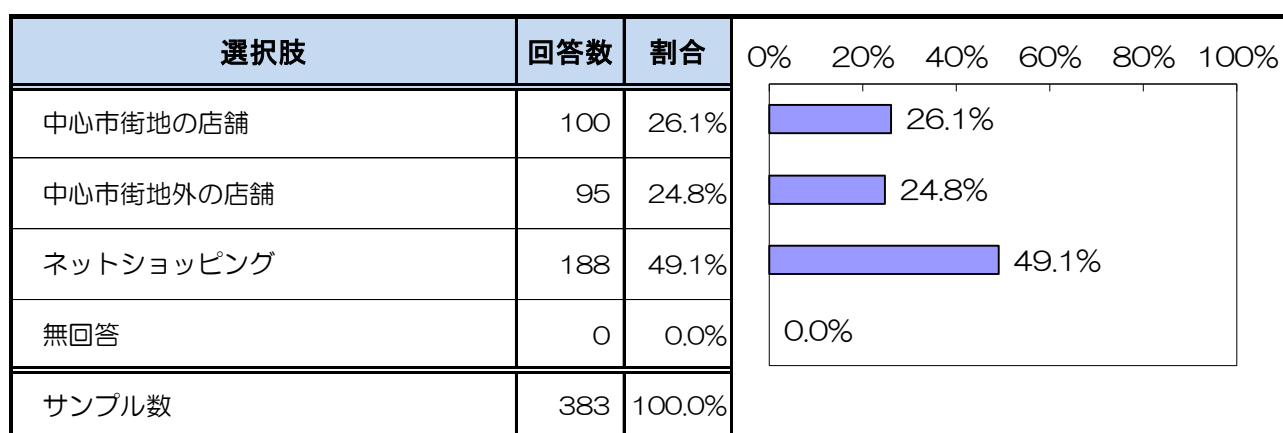 選択肢 回答数 割合 0% 20% 40% 60% 80% 100%
中心市街地の店舗 100 26.1% 26.1%
中心市街地外の店舗 95 24.8% 24.8%
ネットショッピング 188 49.1% 49.1%
無回答 0 0.0% 0.0%
サンプル数 383 100.0%